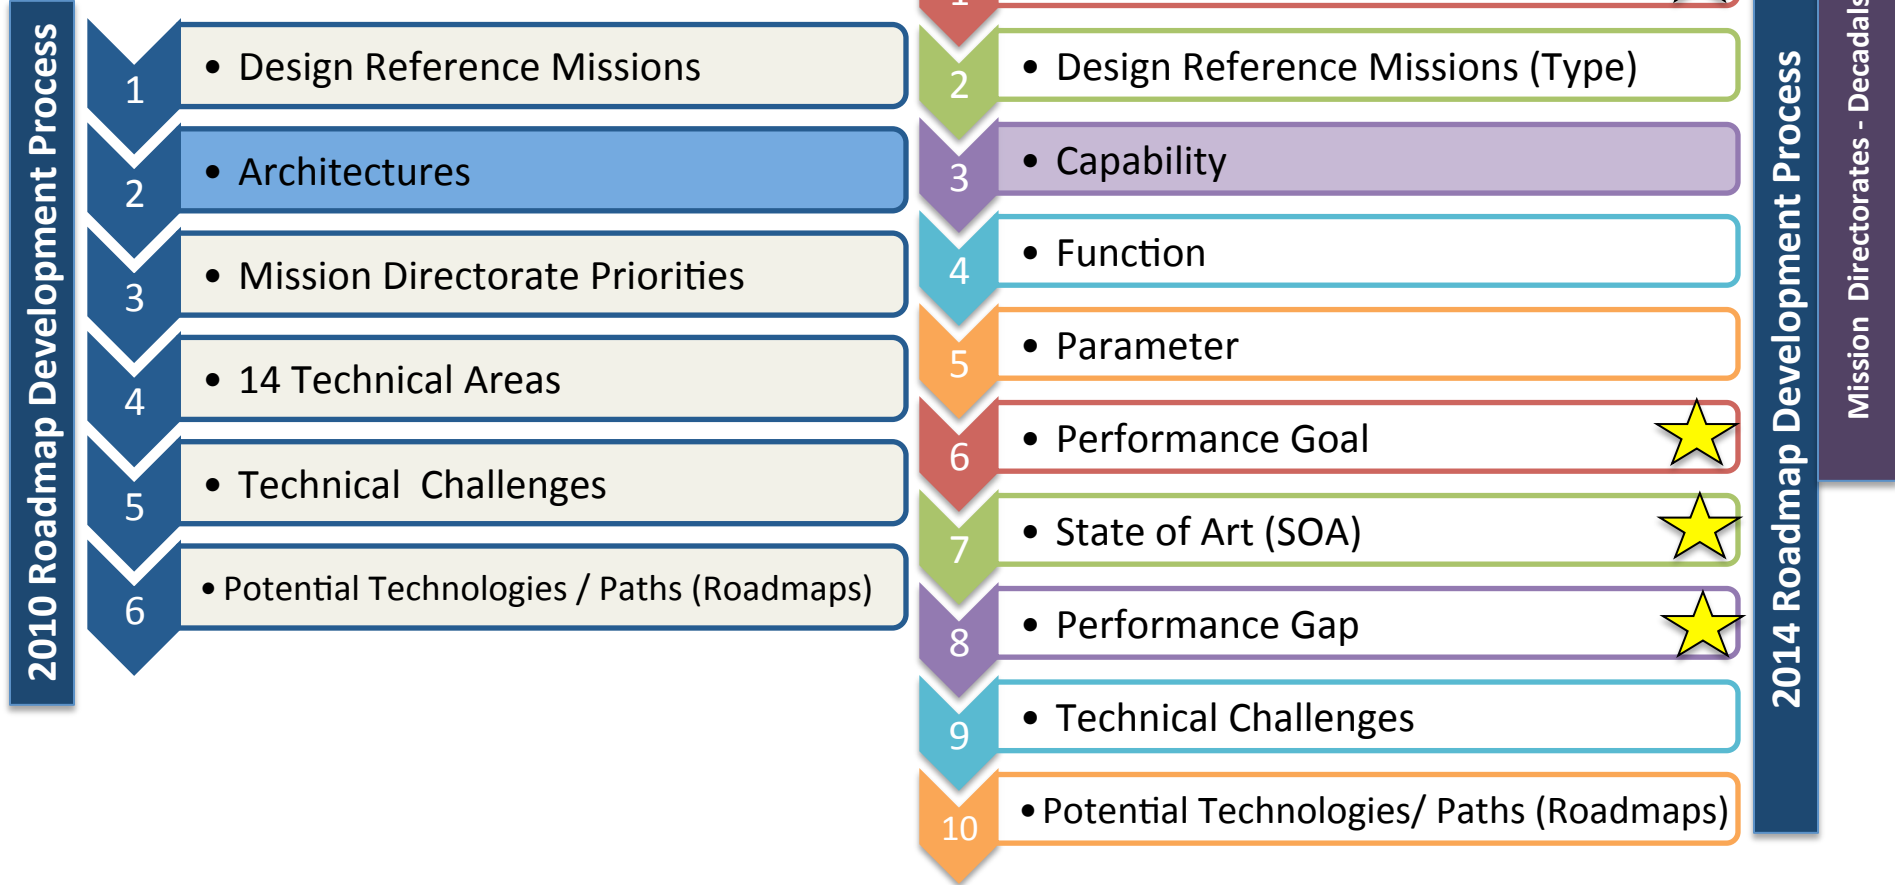 2010 Roadmap Development Process
1
• Design Reference Missions
2
• Architectures
3
• Mission Directorate Priorities
4
• 14 Technical Areas
5
• Technical Challenges
6
• Potential Technologies / Paths (Roadmaps)
1
2
• Design Reference Missions (Type)
3
• Capability
4
• Function
5
• Parameter
6
• Performance Goal
7
• State of Art (SOA)
8
• Performance Gap
9
• Technical Challenges
10
• Potential Technologies/ Paths (Roadmaps)
2014 Roadmap Development Process
Mission Directorates - Decadals